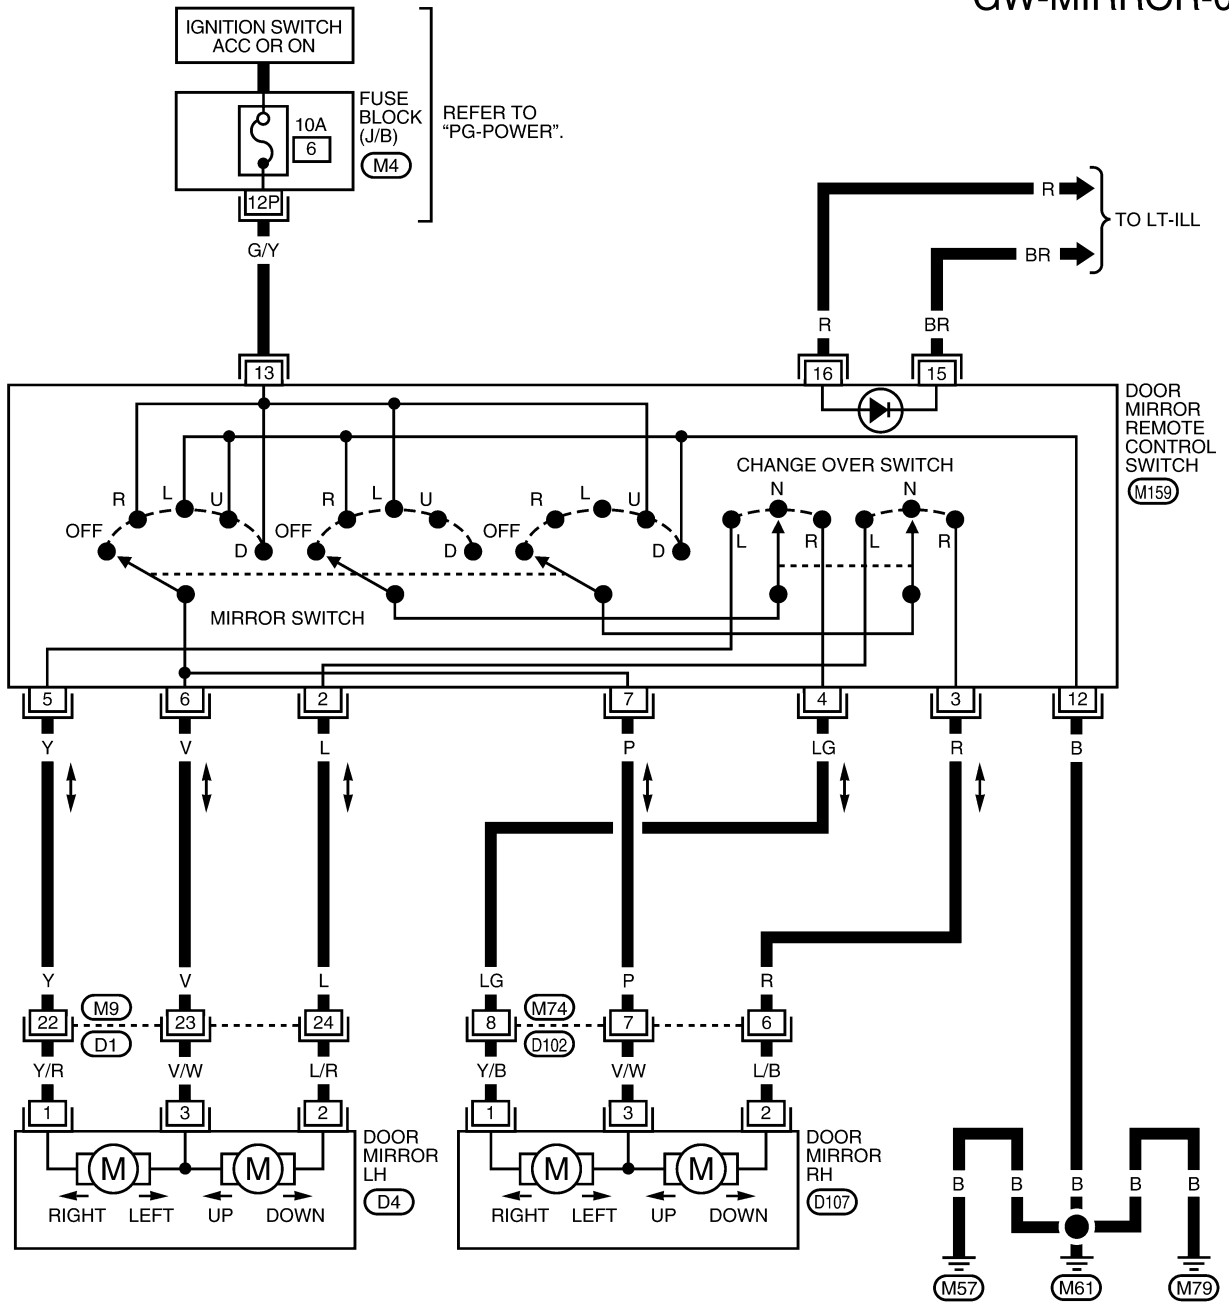 GW-MIRROR-0
IGNITION SWITCH
ACC OR ON
FUSE
BLOCK
(J/B)
M4
10A
6
REFER TO
“PG-POWER”.
12P
G/Y
R
BR
TO LT-ILL
R
BR
13
16
15
DOOR
MIRROR
REMOTE
CONTROL
SWITCH
M159
CHANGE OVER SWITCH
OFF
R
L
U
D
OFF
R
L
U
D
OFF
R
L
U
D
L
N
R
L
N
R
MIRROR SWITCH
5
6
2
7
4
3
12
Y
V
L
P
LG
R
B
Y
V
L
LG
P
R
22
M9
D1
23
24
8
M74
D102
7
6
Y/R
V/W
L/R
Y/B
V/W
L/B
1
3
2
1
3
2
M
M
RIGHT
LEFT
UP
DOWN
DOOR
MIRROR
LH
D4
M
M
RIGHT
LEFT
UP
DOWN
DOOR
MIRROR
RH
D107
B
B
B
B
B
M57
M61
M79